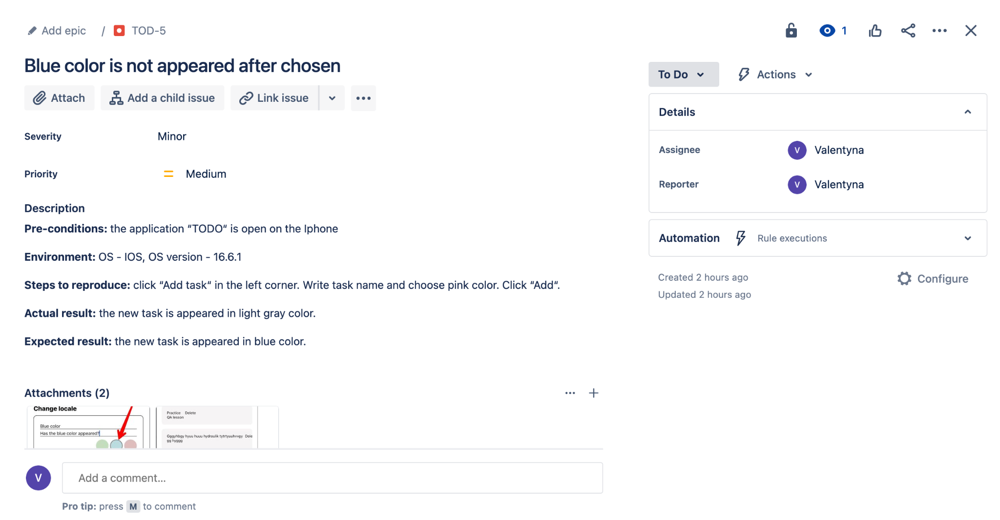 Add epic / TOD-5
1
Blue color is not appeared after chosen
To Do
Actions
Attach
Add a child issue
Link issue
Details
Severity Minor
Assignee V Valentyna
Priority Medium
Reporter V Valentyna
Description
Pre-conditions: the application “TODO“ is open on the Iphone
Automation Rule executions
Environment: OS - IOS, OS version - 16.6.1
Created 2 hours ago
Configure
Updated 2 hours ago
Steps to reproduce: click “Add task“ in the left corner. Write task name and choose pink color. Click “Add“.
Actual result: the new task is appeared in light gray color.
Expected result: the new task is appeared in blue color.
Attachments (2)
Change locale
Blue color
Has the blue color appeared?
Practice Delete
QA lesson
Gggyhbgy hyuu huuu hydraulik tytrtyuuhvvgy Dele
gg hyggg
V
Add a comment...
Pro tip: press M to comment